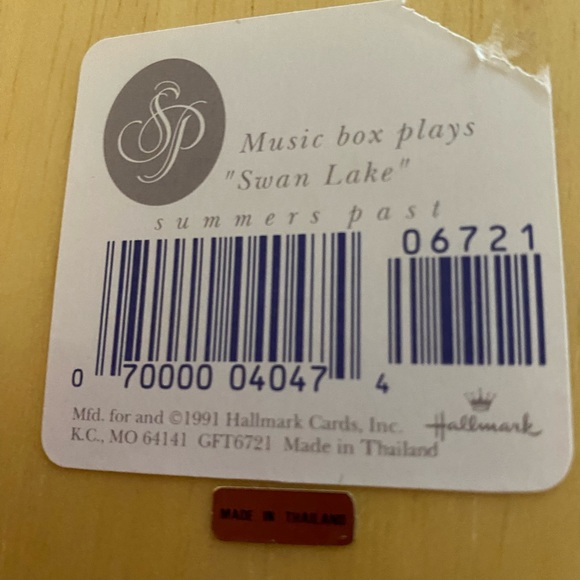 SP
Music box plays
"Swan Lake"
summers past
06721
0 70000 04047 4
Mfd. for and ©1991 Hallmark Cards, Inc.
K.C., MO 64141 GFT6721 Made in Thailand
Hallmark
MADE IN THAILAND